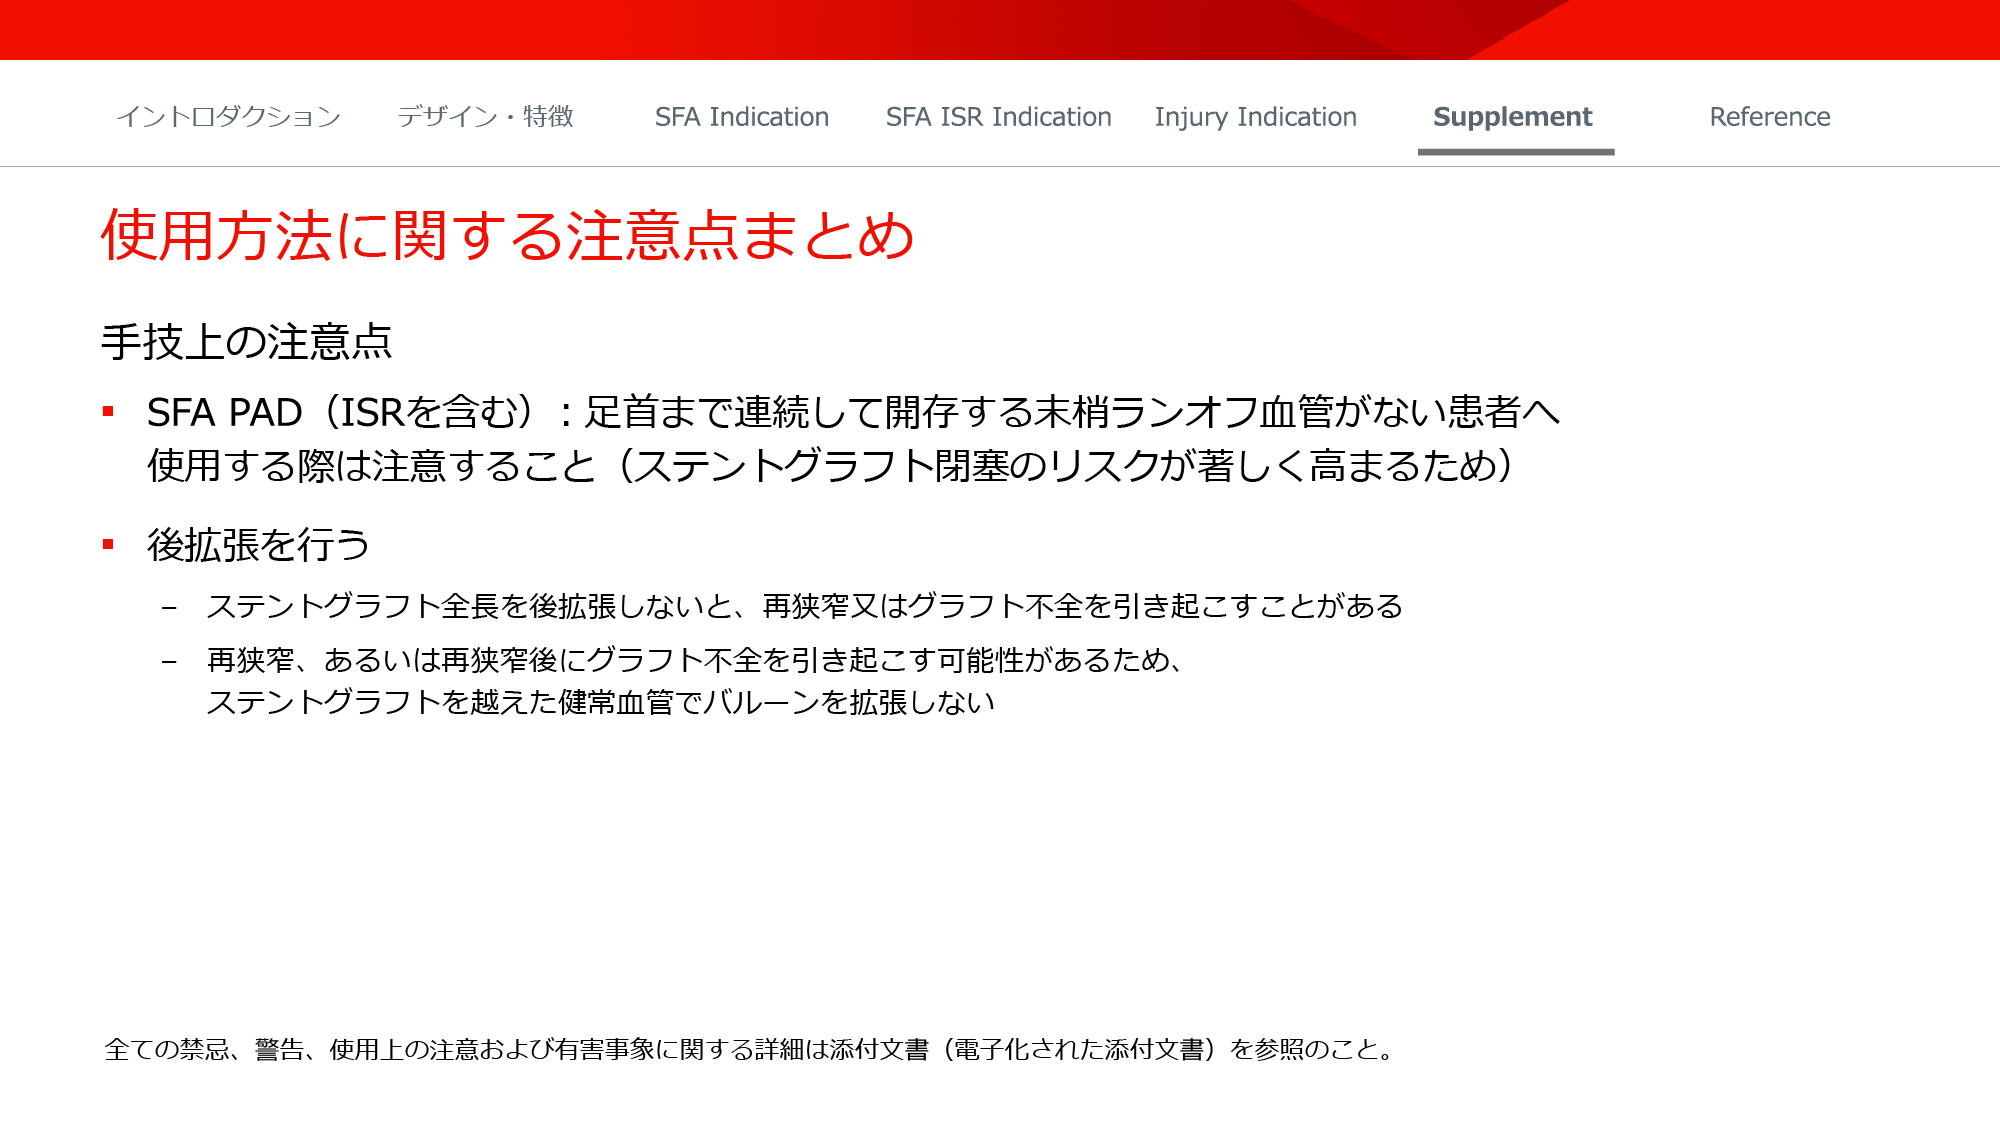 イントロダクション デザイン・特徴 SFA Indication SFA ISR Indication Injury Indication Supplement Reference
使用方法に関する注意点まとめ
手技上の注意点
▪ SFA PAD（ISRを含む）: 足首まで連続して開存する末梢ランオフ血管がない患者へ
使用する際は注意すること（ステントグラフト閉塞のリスクが著しく高まるため）
▪ 後拡張を行う
– ステントグラフト全長を後拡張しないと、再狭窄又はグラフト不全を引き起こすことがある
– 再狭窄、あるいは再狭窄後にグラフト不全を引き起こす可能性があるため、
ステントグラフトを越えた健常血管でバルーンを拡張しない
全ての禁忌、警告、使用上の注意および有害事象に関する詳細は添付文書（電子化された添付文書）を参照のこと。